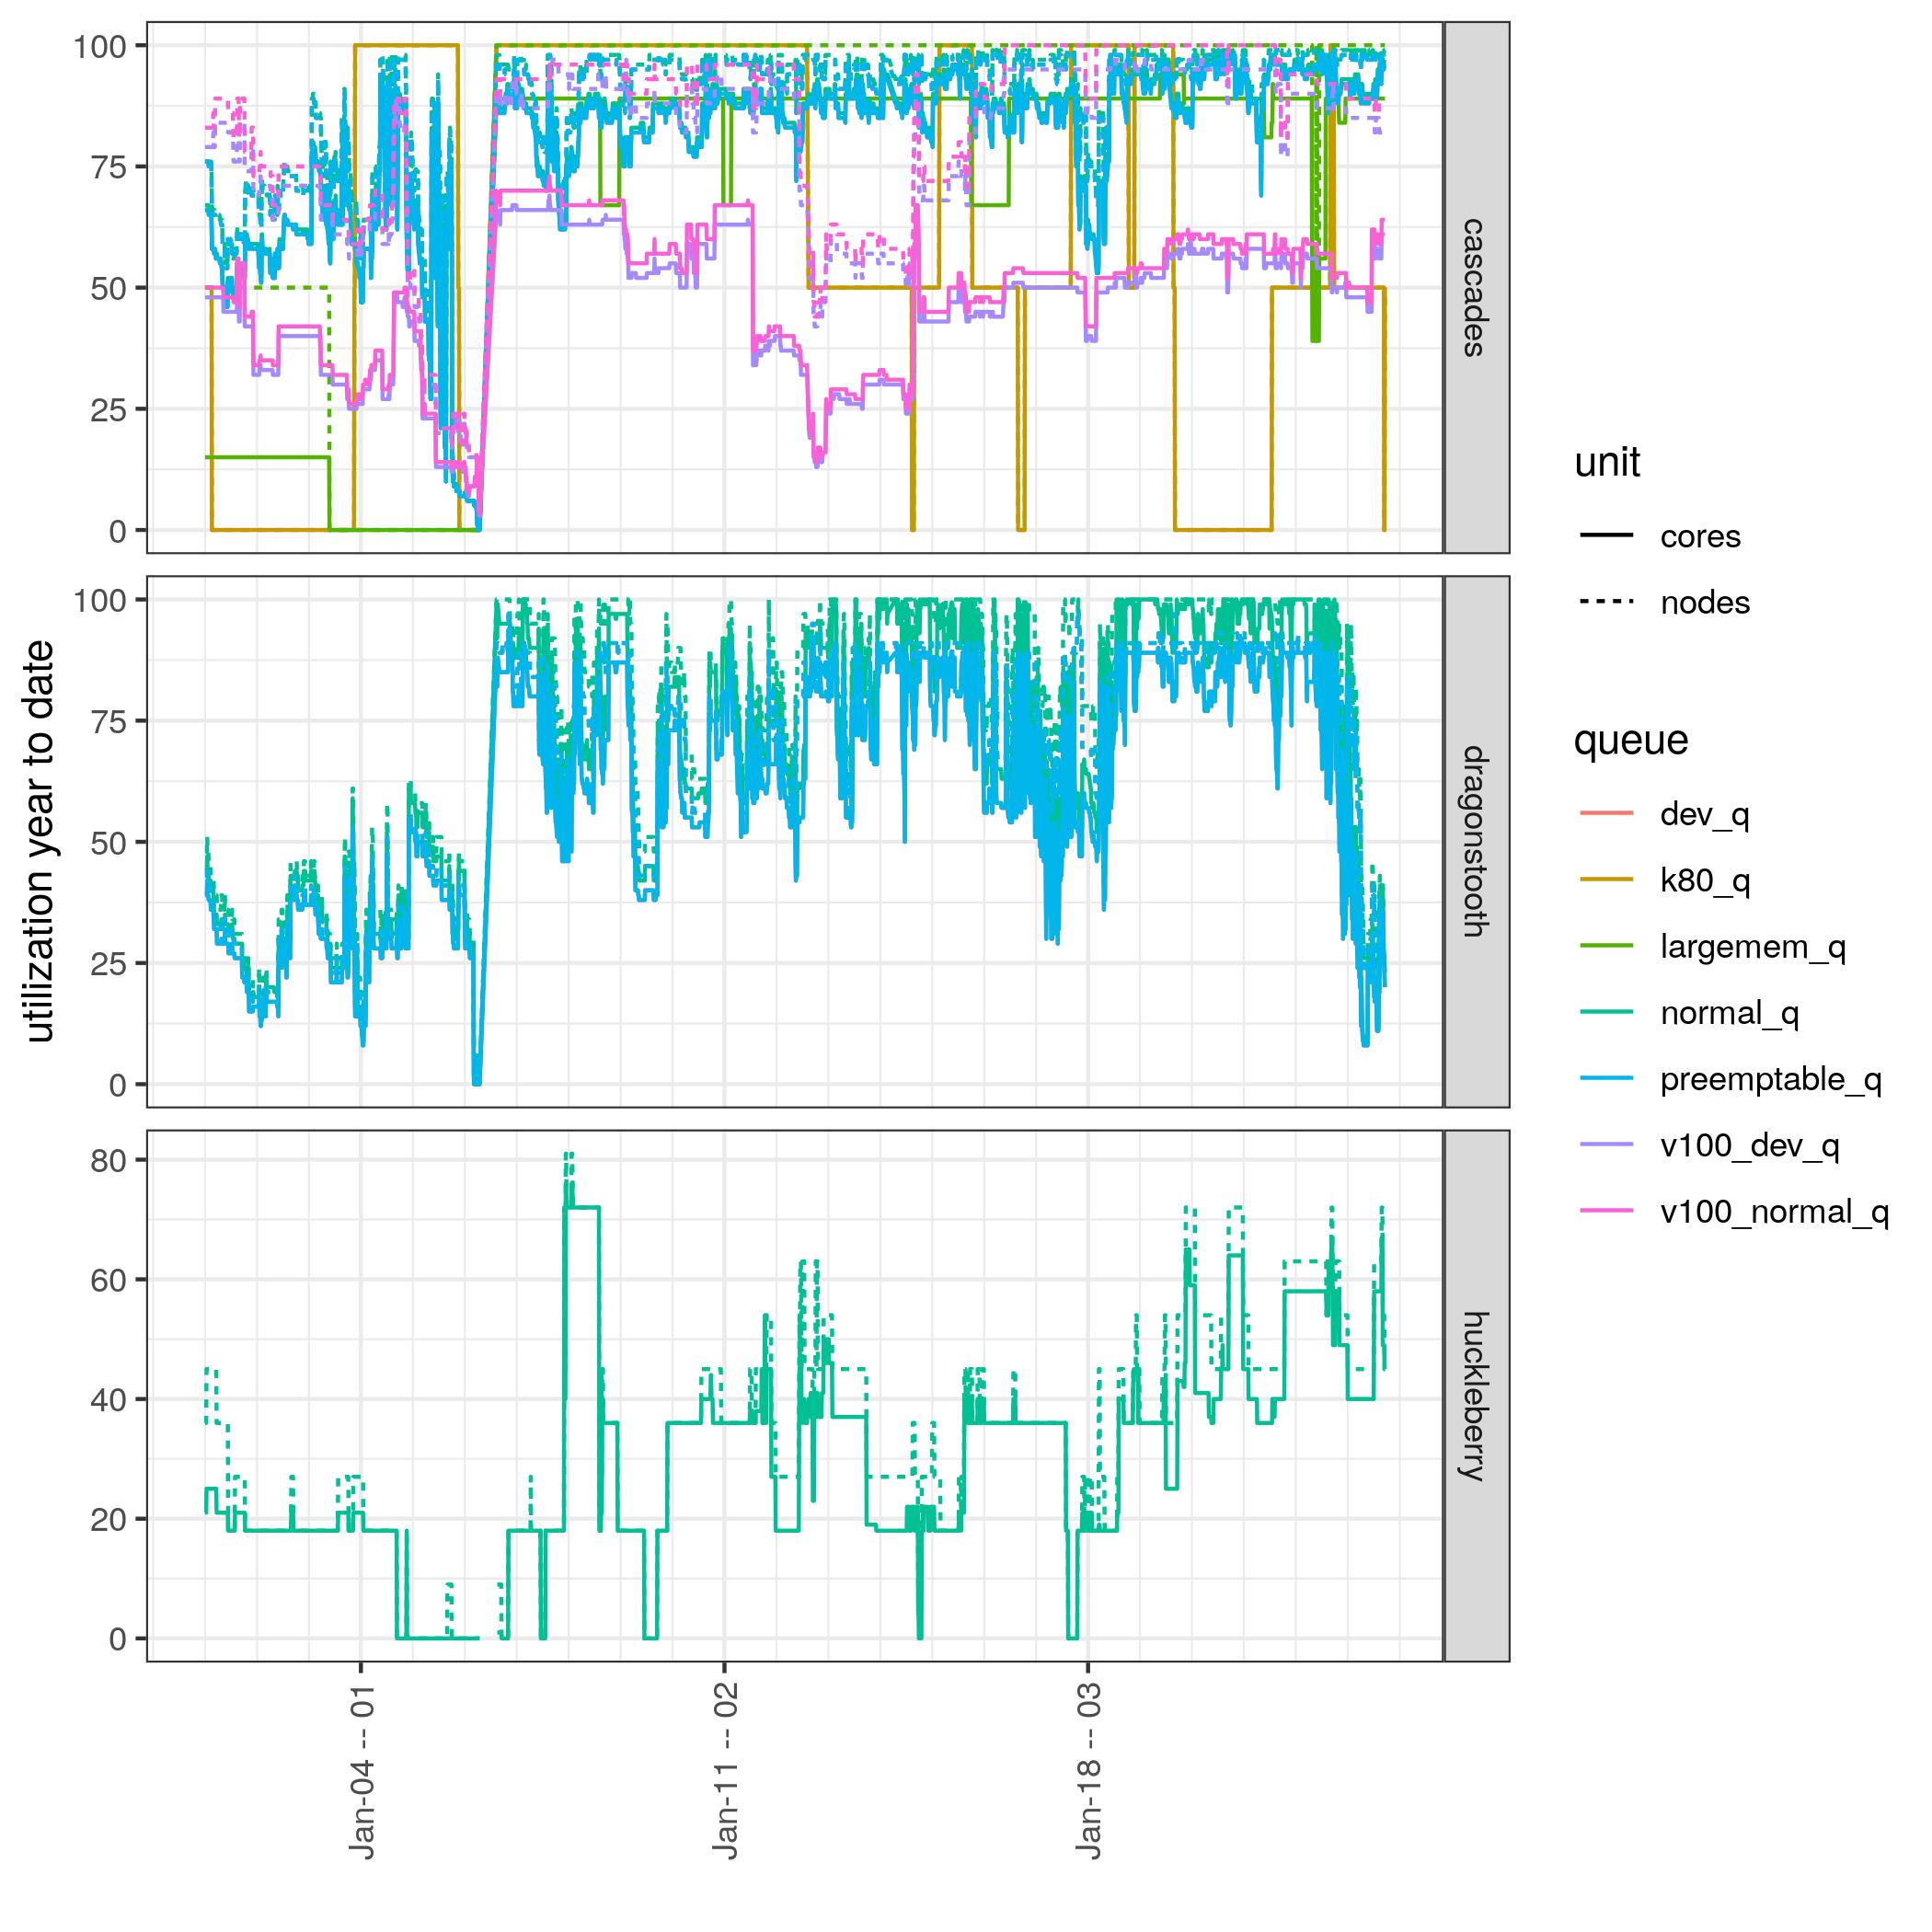 utilization year to date
100
75
50
25
0
cascades
100
75
50
25
0
dragonstooth
80
60
40
20
0
huckleberry
Jan-04 -- 01
Jan-11 -- 02
Jan-18 -- 03
unit
cores
nodes
queue
dev_q
k80_q
largemem_q
normal_q
preemptable_q
v100_dev_q
v100_normal_q